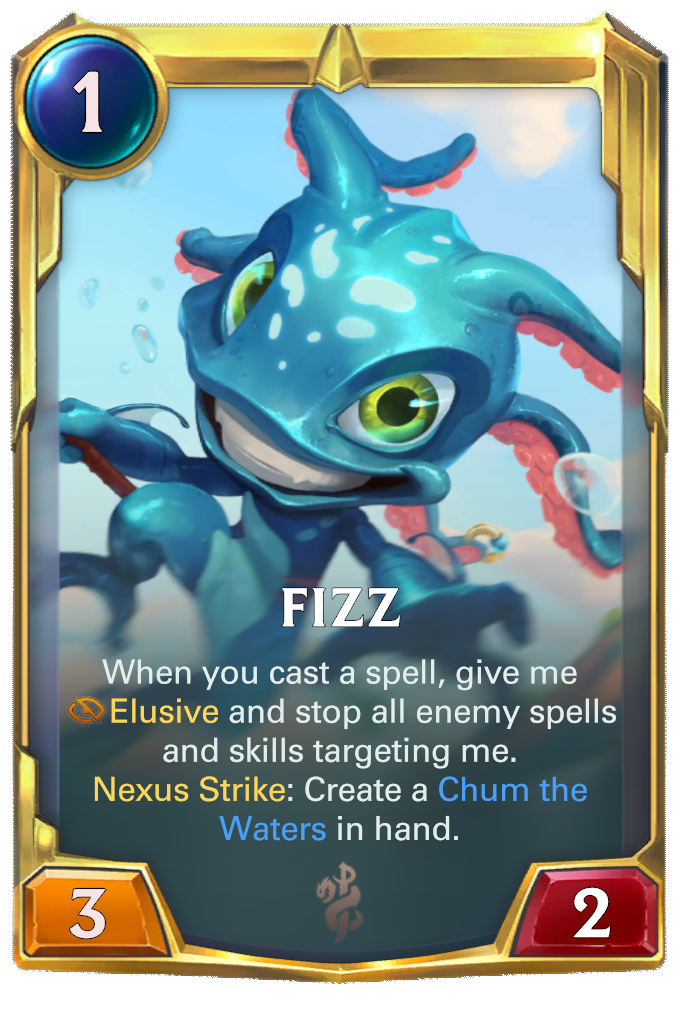 1
FIZZ
When you cast a spell, give me
Elusive and stop all enemy spells
and skills targeting me.
Nexus Strike: Create a Chum the
Waters in hand.
3
2